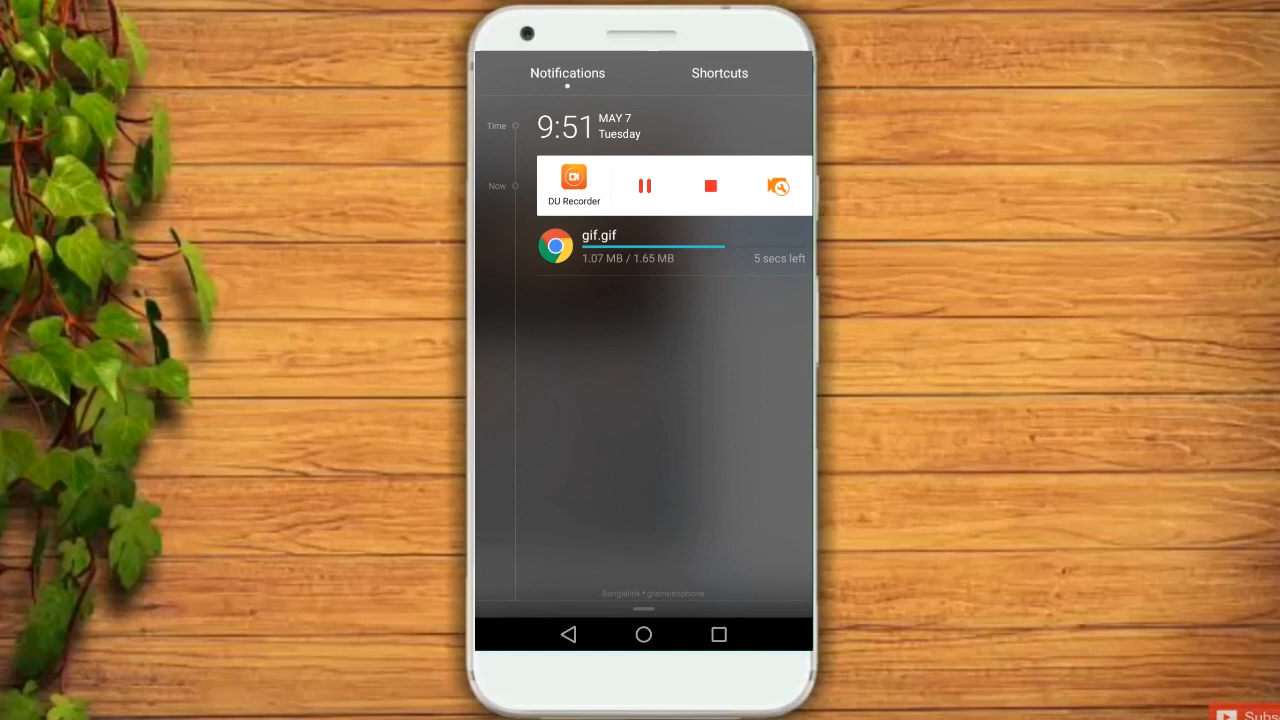 Notifications
Shortcuts
Time
9:51
MAY 7
Tuesday
Now
DU Recorder
gif.gif
1.07 MB / 1.65 MB
5 secs left
Banglalink • grameenphone
Subs